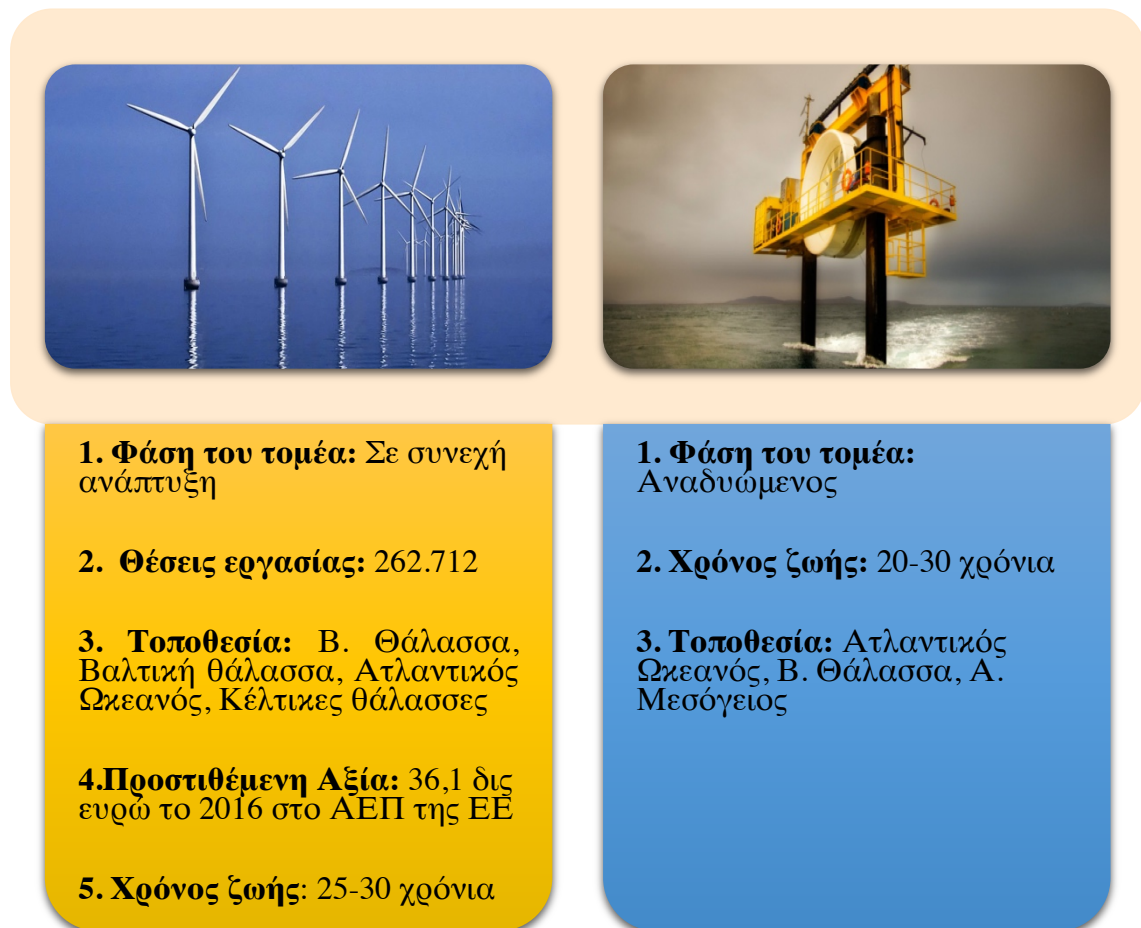 1. Φάση του τομέα: Σε συνεχή
ανάπτυξη
2. Θέσεις εργασίας: 262.712
3. Τοποθεσία: Β. Θάλασσα,
Βαλτική θάλασσα, Ατλαντικός
Ωκεανός, Κέλτικες θάλασσες
4.Προστιθέμενη Αξία: 36,1 δις
ευρώ το 2016 στο ΑΕΠ της ΕΕ
5. Χρόνος ζωής: 25-30 χρόνια
1. Φάση του τομέα:
Αναδυώμενος
2. Χρόνος ζωής: 20-30 χρόνια
3. Τοποθεσία: Ατλαντικός
Ωκεανός, Β. Θάλασσα, Α.
Μεσόγειος